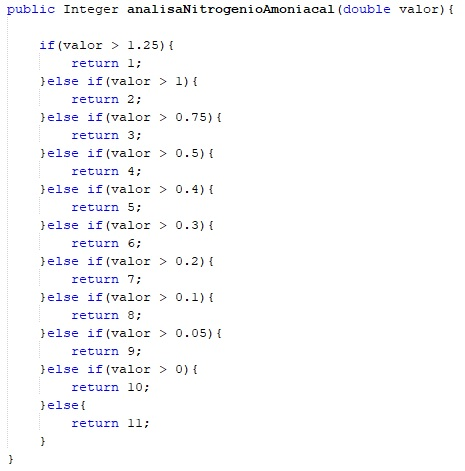 public Integer analisaNitrogenioAmoniacal(double valor){
if(valor > 1.25){
return 1;
}else if(valor > 1){
return 2;
}else if(valor > 0.75){
return 3;
}else if(valor > 0.5){
return 4;
}else if(valor > 0.4){
return 5;
}else if(valor > 0.3){
return 6;
}else if(valor > 0.2){
return 7;
}else if(valor > 0.1){
return 8;
}else if(valor > 0.05){
return 9;
}else if(valor > 0){
return 10;
}else{
return 11;
}
}